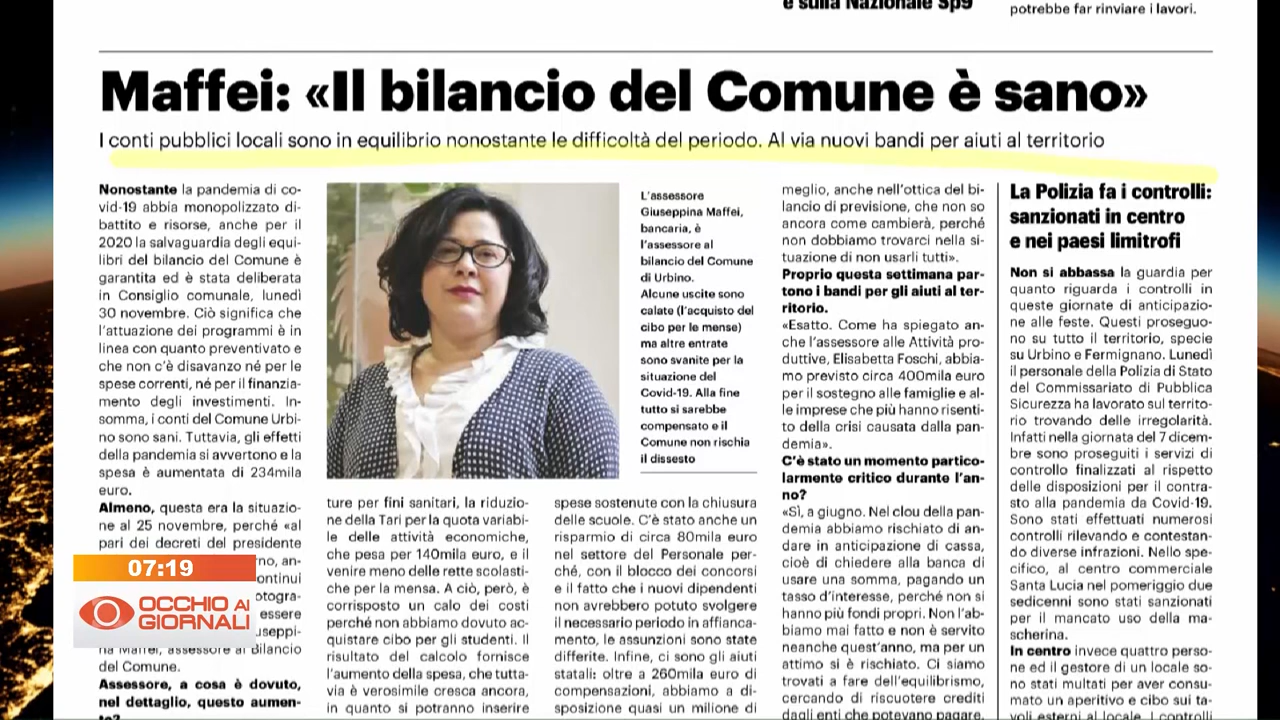 e sulla Nazionale Sp9
potrebbe far rinviare i lavori.
Maffei: «Il bilancio del Comune è sano»
I conti pubblici locali sono in equilibrio nonostante le difficoltà del periodo. Al via nuovi bandi per aiuti al territorio
Nonostante la pandemia di co-
vid-19 abbia monopolizzato di-
battito e risorse, anche per il
2020 la salvaguardia degli equi-
libri del bilancio del Comune è
garantita ed è stata deliberata
in Consiglio comunale, lunedì
30 novembre. Ciò significa che
l'attuazione dei programmi è in
linea con quanto preventivato e
che non c'è disavanzo né per le
spese correnti, né per il finanzia-
mento degli investimenti. In-
somma, i conti del Comune Urbi-
no sono sani. Tuttavia, gli effetti
della pandemia si avvertono e la
spesa è aumentata di 234mila
euro.
Almeno, questa era la situazio-
ne al 25 novembre, perché «al
pari dei decreti del presidente
no, an-
ontinui
otogra-
essere
useppi-
na Maffei, assessore al Bilancio
del Comune.
Assessore, a cosa è dovuto,
nel dettaglio, questo aumen-
to?
L'assessore
Giuseppina Maffei,
bancaria, è
l'assessore al
bilancio del Comune
di Urbino.
Alcune uscite sono
calate (l'acquisto del
cibo per le mense)
ma altre entrate
sono svanite per la
situazione del
Covid-19. Alla fine
tutto si sarebbe
compensato e il
Comune non rischia
il dissesto
ture per fini sanitari, la riduzio-
ne della Tari per la quota variabi-
le delle attività economiche,
che pesa per 140mila euro, e il
venire meno delle rette scolasti-
che per la mensa. A ciò, però, è
corrisposto un calo dei costi
perché non abbiamo dovuto ac-
quistare cibo per gli studenti. Il
risultato del calcolo fornisce
l'aumento della spesa, che tutta-
via è verosimile cresca ancora,
in quanto si potranno inserire
spese sostenute con la chiusura
delle scuole. C'è stato anche un
risparmio di circa 80mila euro
nel settore del Personale per-
ché, con il blocco dei concorsi
e il fatto che i nuovi dipendenti
non avrebbero potuto svolgere
il necessario periodo in affianca-
mento, le assunzioni sono state
differite. Infine, ci sono gli aiuti
statali: oltre a 260mila euro di
compensazioni, abbiamo a di-
sposizione quasi un milione di
meglio, anche nell'ottica del bi-
lancio di previsione, che non so
ancora come cambierà, perché
non dobbiamo trovarci nella si-
tuazione di non usarli tutti».
Proprio questa settimana par-
tono i bandi per gli aiuti al ter-
ritorio.
«Esatto. Come ha spiegato an-
che l'assessore alle Attività pro-
duttive, Elisabetta Foschi, abbia-
mo previsto circa 400mila euro
per il sostegno alle famiglie e al-
le imprese che più hanno risenti-
to della crisi causata dalla pan-
demia».
C'è stato un momento partico-
larmente critico durante l'an-
no?
«Sì, a giugno. Nel clou della pan-
demia abbiamo rischiato di an-
dare in anticipazione di cassa,
cioè di chiedere alla banca di
usare una somma, pagando un
tasso d'interesse, perché non si
hanno più fondi propri. Non l'ab-
biamo mai fatto e non è servito
neanche quest'anno, ma per un
attimo si è rischiato. Ci siamo
trovati a fare dell'equilibrismo,
cercando di riscuotere crediti
dagli enti che potevano pagare,
La Polizia fa i controlli:
sanzionati in centro
e nei paesi limitrofi
Non si abbassa la guardia per
quanto riguarda i controlli in
queste giornate di anticipazio-
ne alle feste. Questi proseguo-
no su tutto il territorio, specie
su Urbino e Fermignano. Lunedì
il personale della Polizia di Stato
del Commissariato di Pubblica
Sicurezza ha lavorato sul territo-
rio trovando delle irregolarità.
Infatti nella giornata del 7 dicem-
bre sono proseguiti i servizi di
controllo finalizzati al rispetto
delle disposizioni per il contra-
sto alla pandemia da Covid-19.
Sono stati effettuati numerosi
controlli rilevando e contestan-
do diverse infrazioni. Nello spe-
cifico, al centro commerciale
Santa Lucia nel pomeriggio due
sedicenni sono stati sanzionati
per il mancato uso della ma-
scherina.
In centro invece quattro perso-
ne ed il gestore di un locale so-
no stati multati per aver consu-
mato un aperitivo e cibo sui ta-
voli esterni al locale. I controlli
07:19
OCCHIO AI
GIORNALI